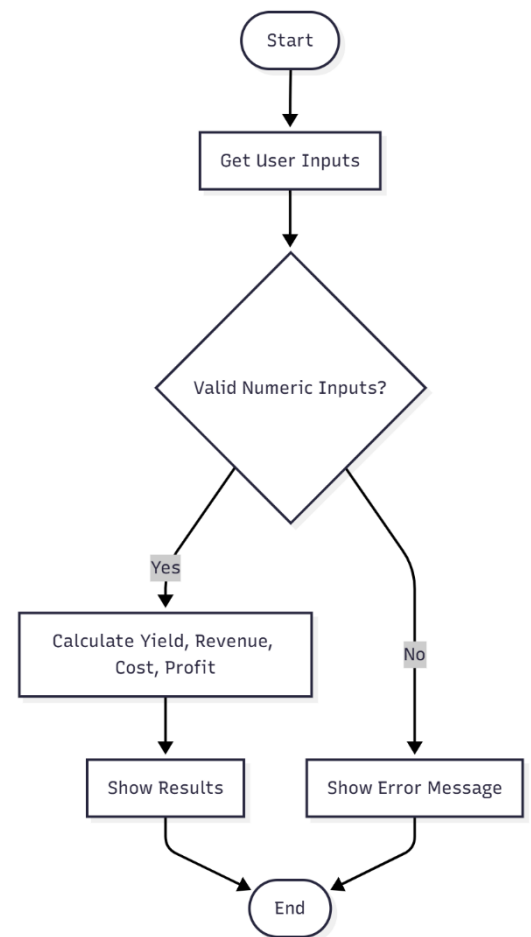 Start
Get User Inputs
Valid Numeric Inputs?
Yes
No
Calculate Yield, Revenue,
Cost, Profit
Show Results
Show Error Message
End